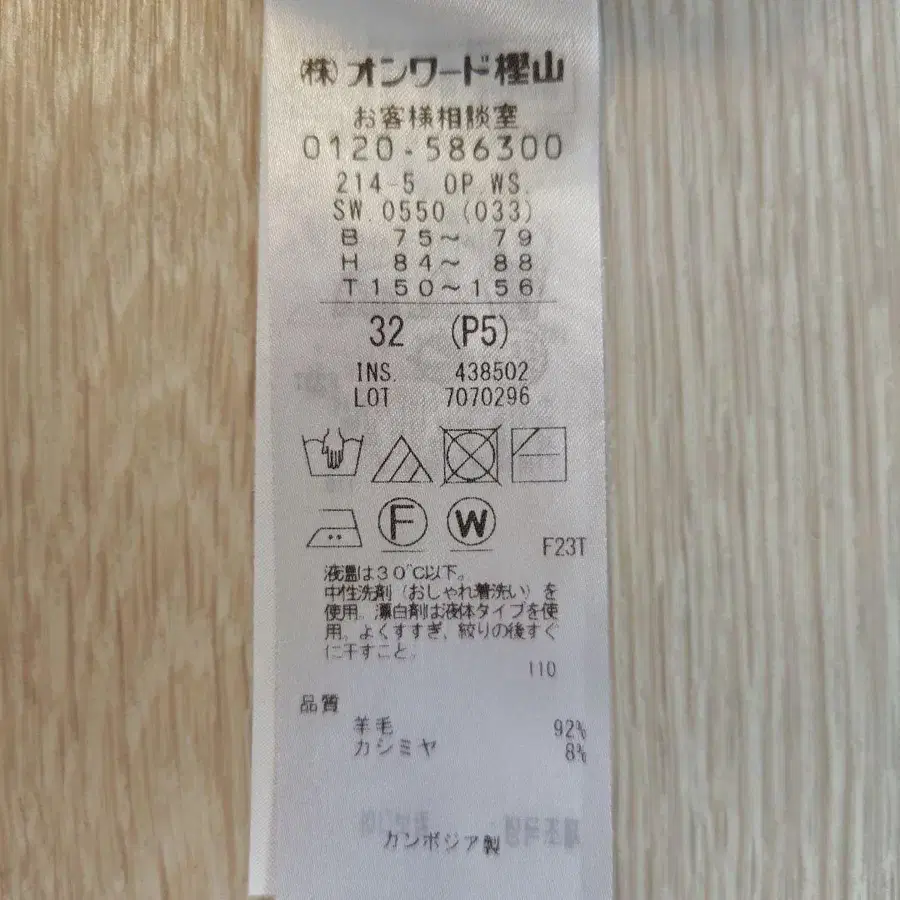 (株)オンワード樫山
お客様相談室
0120-586300
214-5 OP WS.
SW.0550 (033)
B 75～ 79
H 84～ 88
T150～156
32 (P5)
INS. 438502
LOT 7070296
F W
F23T
液温は30℃以下。
中性洗剤（おしゃれ着洗い）を
使用。漂白剤は液体タイプを使
用。よくすすぎ、絞りの後すぐ
に干すこと。
110
品質
羊毛 92%
カシミヤ 8%
カンボジア製